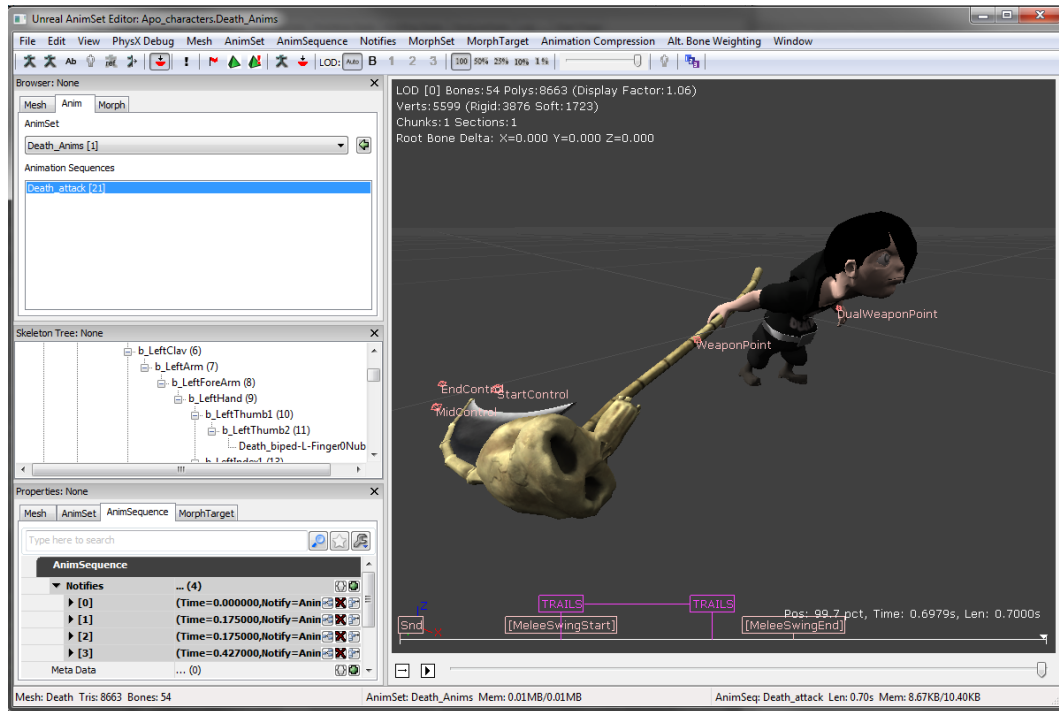 Unreal AnimSet Editor: Apo_characters.Death_Anims
File Edit View PhysX Debug Mesh AnimSet AnimSequence Notifies MorphSet MorphTarget Animation Compression Alt. Bone Weighting Window
Ab LOD: Auto B 1 2 3 100 50% 25% 10% 1%
Browser: None
Mesh Anim Morph
AnimSet
Death_Anims [1]
Animation Sequences
Death_attack [21]
Skeleton Tree: None
b_LeftClav (6)
b_LeftArm (7)
b_LeftForeArm (8)
b_LeftHand (9)
b_LeftThumb1 (10)
b_LeftThumb2 (11)
Death_biped-L-Finger0Nub
b_LeftIndex1 (13)
Properties: None
Mesh AnimSet AnimSequence MorphTarget
Type here to search
AnimSequence
Notifies ... (4)
[0] (Time=0.000000,Notify=Anin
[1] (Time=0.175000,Notify=Anin
[2] (Time=0.175000,Notify=Anin
[3] (Time=0.427000,Notify=Anin
Meta Data ... (0)
LOD [0] Bones:54 Polys:8663 (Display Factor:1.06)
Verts:5599 (Rigid:3876 Soft:1723)
Chunks:1 Sections:1
Root Bone Delta: X=0.000 Y=0.000 Z=0.000
DualWeaponPoint
WeaponPoint
EndControl
StartControl
MidControl
TRAILS TRAILS
Z
X
Pos: 99.7 pct, Time: 0.6979s, Len: 0.7000s
Snd [MeleeSwingStart] [MeleeSwingEnd]
Mesh: Death Tris: 8663 Bones: 54
AnimSet: Death_Anims Mem: 0.01MB/0.01MB
AnimSeq: Death_attack Len: 0.70s Mem: 8.67KB/10.40KB